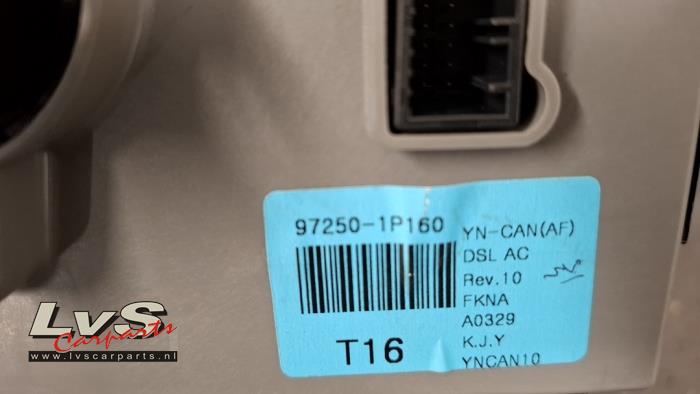 97250-1P160
T16
YN-CAN(AF)
DSL AC
Rev.10
FKNA
A0329
K.J.Y
YNCAN10
LvS
Carparts
www.lvscarparts.nl